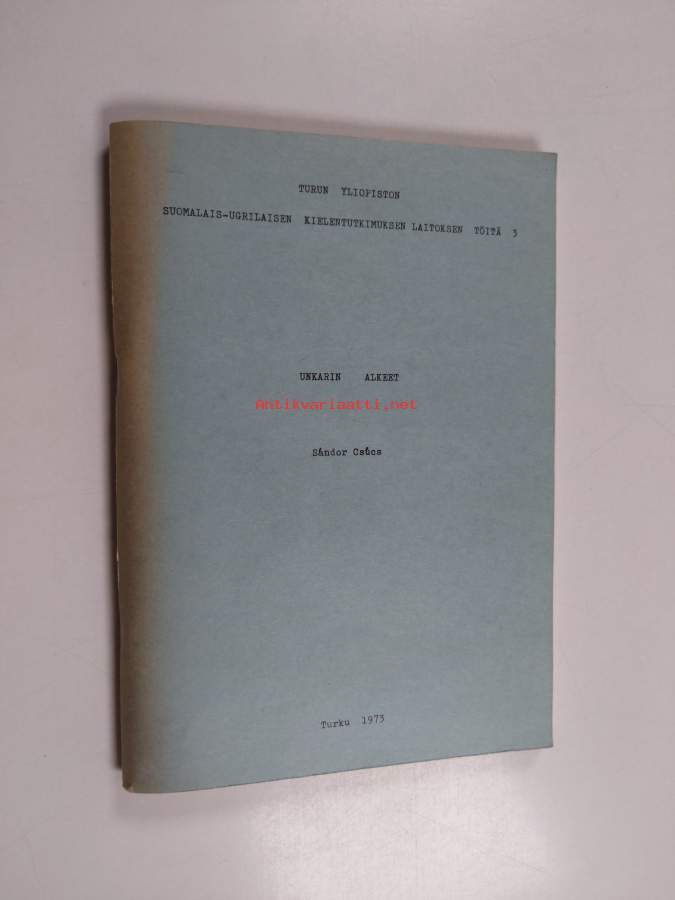 TURUN YLIOPISTON
SUOMALAIS-UGRILAISEN KIELENTUTKIMUKSEN LAITOKSEN TÖITÄ 3
UNKARIN ALKEET
Antikvariaatti.net
Sándor Csúcs
Turku 1973